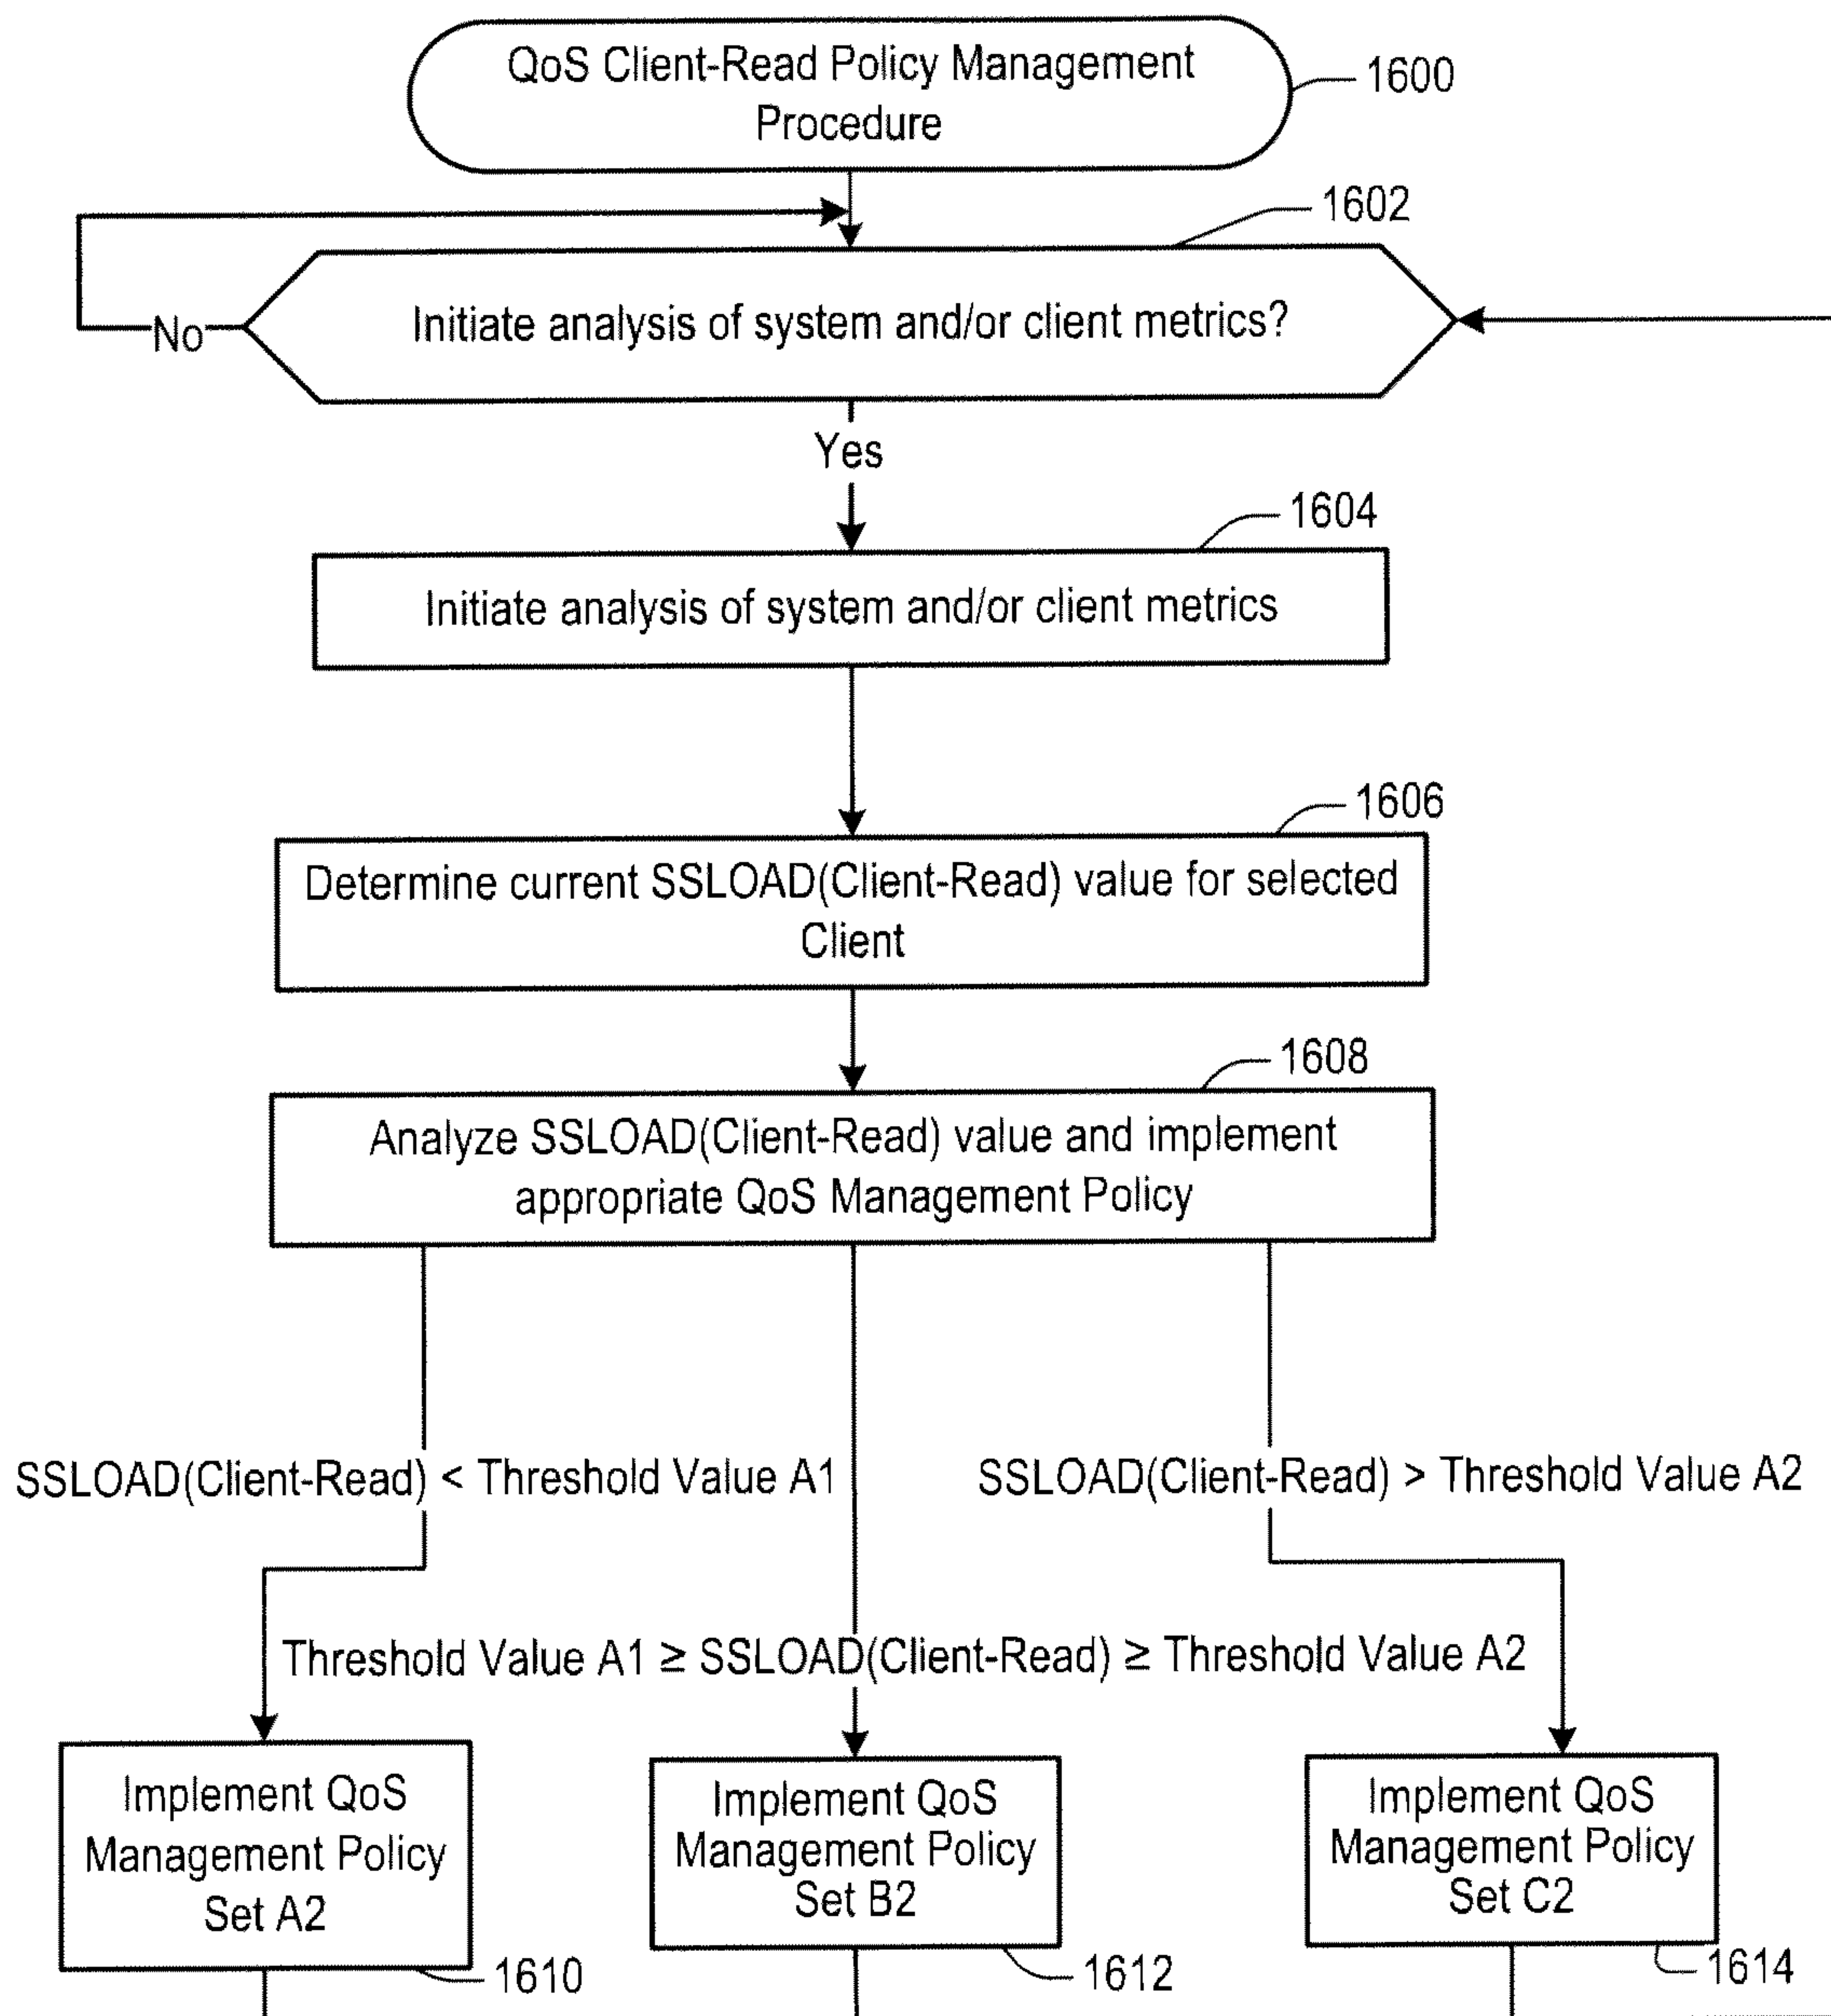 QoS Client-Read Policy Management
Procedure
1600
1602
Initiate analysis of system and/or client metrics?
No
Yes
1604
Initiate analysis of system and/or client metrics
1606
Determine current SSLOAD(Client-Read) value for selected
Client
1608
Analyze SSLOAD(Client-Read) value and implement
appropriate QoS Management Policy
SSLOAD(Client-Read) < Threshold Value A1
SSLOAD(Client-Read) > Threshold Value A2
Threshold Value A1 ≥ SSLOAD(Client-Read) ≥ Threshold Value A2
Implement QoS
Management Policy
Set A2
1610
Implement QoS
Management Policy
Set B2
1612
Implement QoS
Management Policy
Set C2
1614